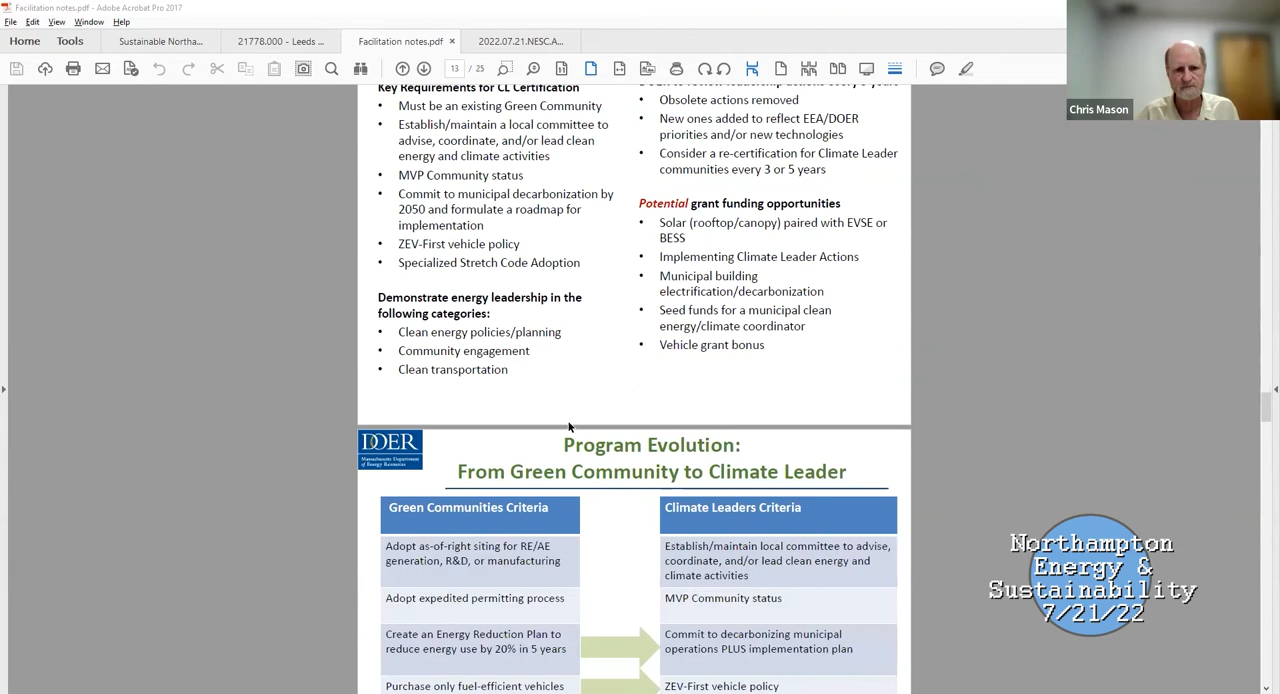 Facilitation notes.pdf - Adobe Acrobat Pro 2017
File Edit View Window Help
Home Tools Sustainable Northa... 21778.000 - Leeds ... Facilitation notes.pdf × 2022.07.21.NESC.A...
13 / 25
Chris Mason
Key Requirements for CL Certification
• Must be an existing Green Community
• Establish/maintain a local committee to
advise, coordinate, and/or lead clean
energy and climate activities
• MVP Community status
• Commit to municipal decarbonization by
2050 and formulate a roadmap for
implementation
• ZEV-First vehicle policy
• Specialized Stretch Code Adoption
Demonstrate energy leadership in the
following categories:
• Clean energy policies/planning
• Community engagement
• Clean transportation
• Obsolete actions removed
• New ones added to reflect EEA/DOER
priorities and/or new technologies
• Consider a re-certification for Climate Leader
communities every 3 or 5 years
Potential grant funding opportunities
• Solar (rooftop/canopy) paired with EVSE or
BESS
• Implementing Climate Leader Actions
• Municipal building
electrification/decarbonization
• Seed funds for a municipal clean
energy/climate coordinator
• Vehicle grant bonus
DOER
Massachusetts Department
of Energy Resources
Program Evolution:
From Green Community to Climate Leader
Green Communities Criteria
Adopt as-of-right siting for RE/AE
generation, R&D, or manufacturing
Adopt expedited permitting process
Create an Energy Reduction Plan to
reduce energy use by 20% in 5 years
Purchase only fuel-efficient vehicles
Climate Leaders Criteria
Establish/maintain local committee to advise,
coordinate, and/or lead clean energy and
climate activities
MVP Community status
Commit to decarbonizing municipal
operations PLUS implementation plan
ZEV-First vehicle policy
Northampton
Energy &
Sustainability
7/21/22